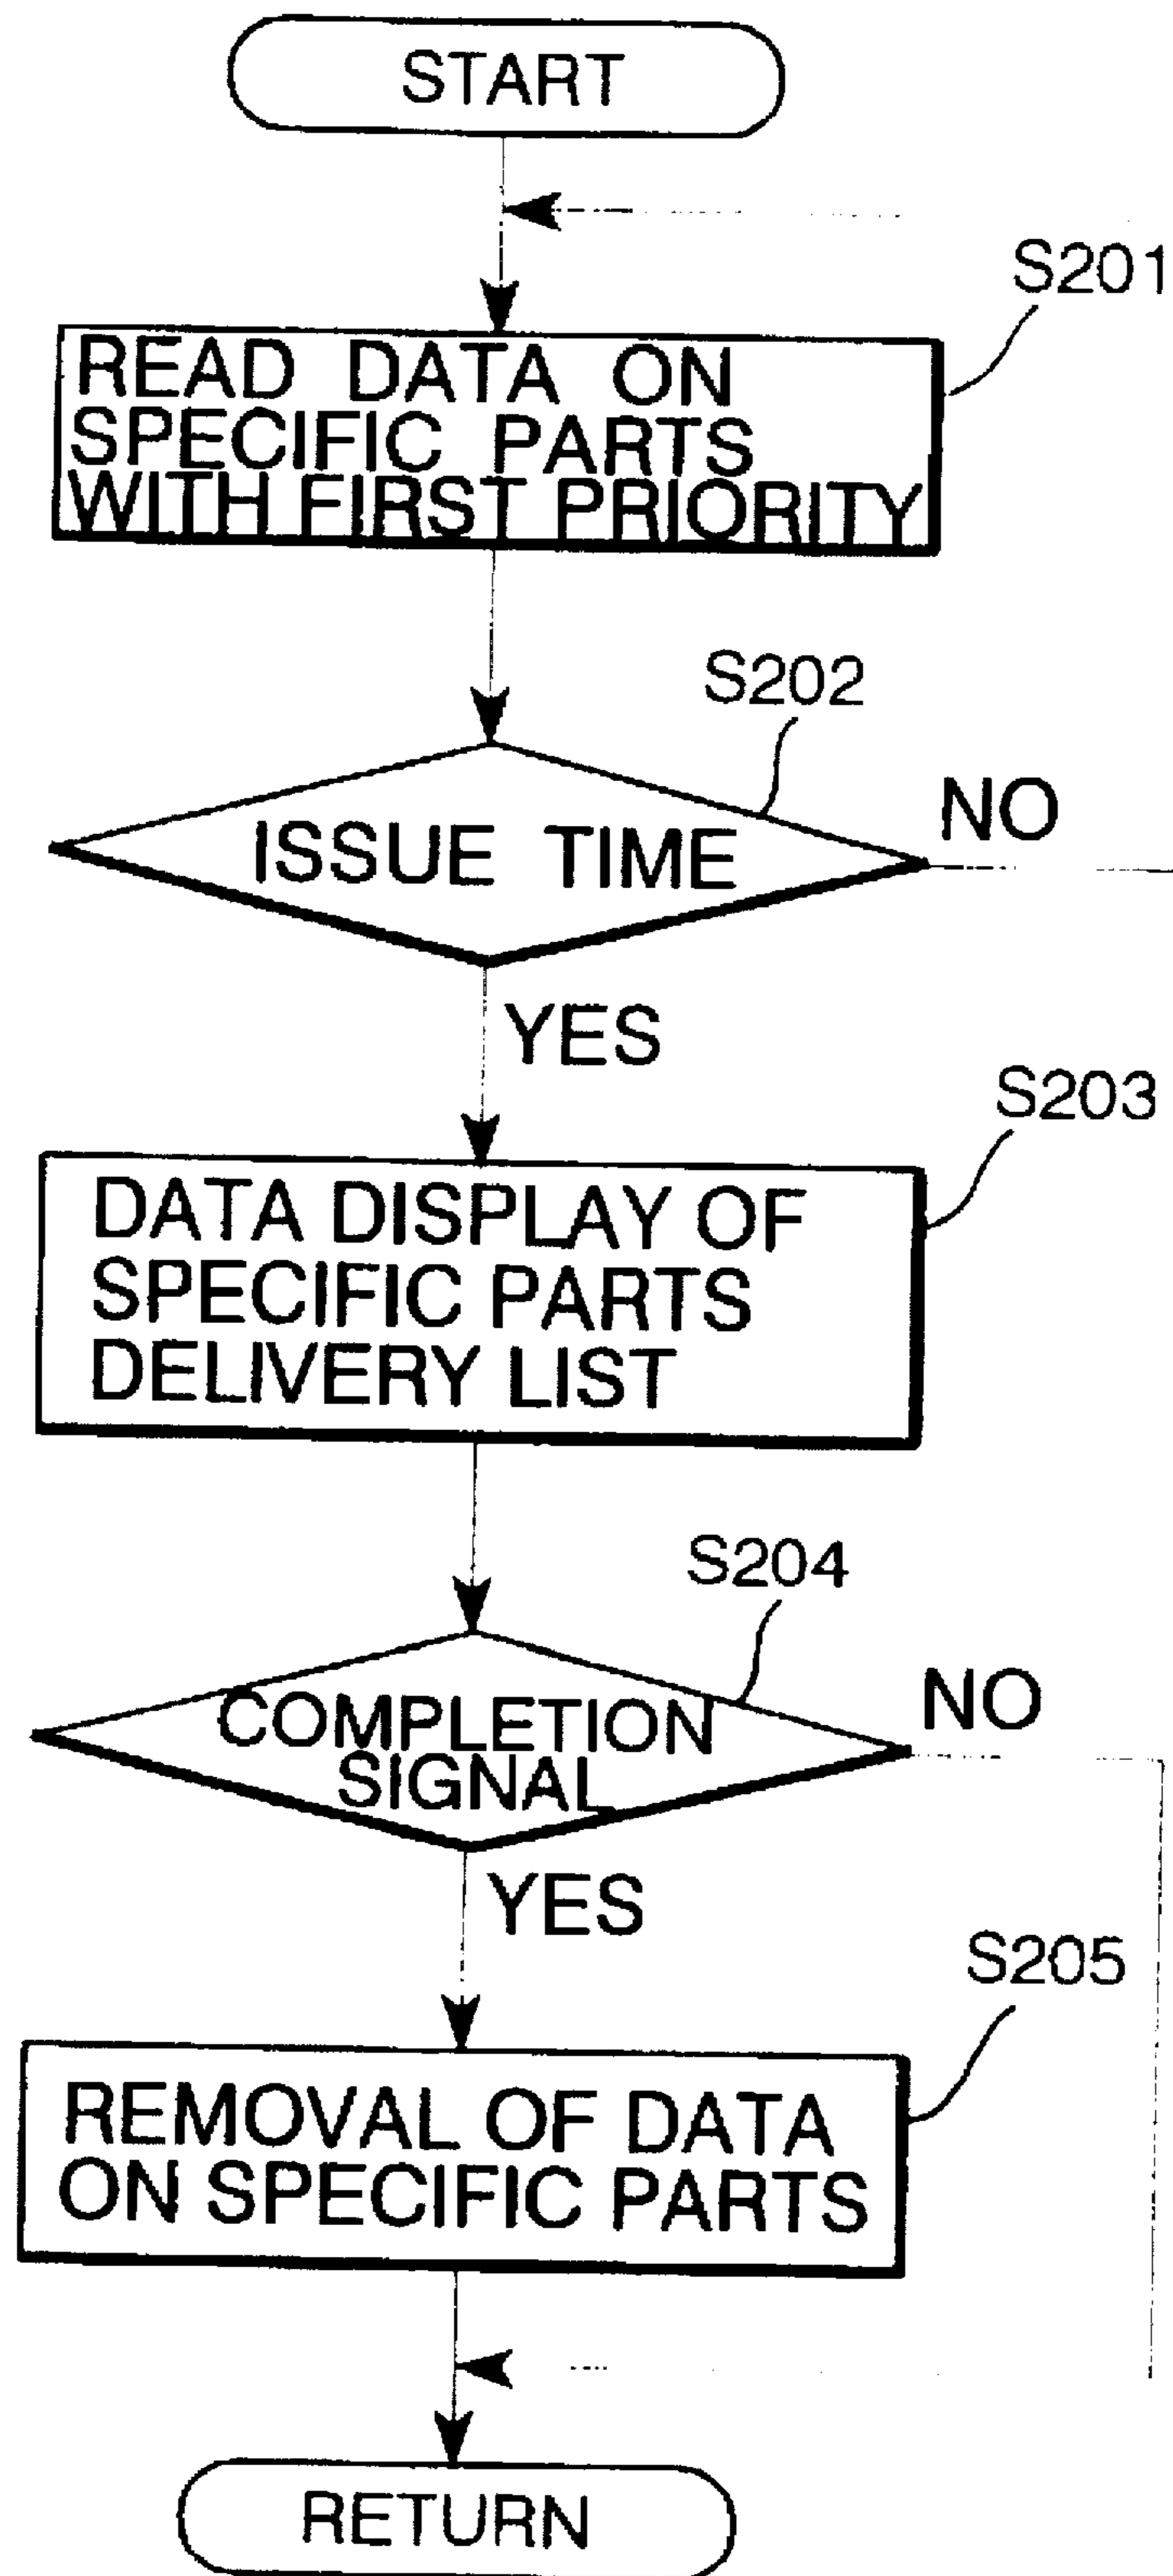 START
S201
READ DATA ON
SPECIFIC PARTS
WITH FIRST PRIORITY
S202
ISSUE TIME
NO
YES
S203
DATA DISPLAY OF
SPECIFIC PARTS
DELIVERY LIST
S204
COMPLETION
SIGNAL
NO
YES
S205
REMOVAL OF DATA
ON SPECIFIC PARTS
RETURN